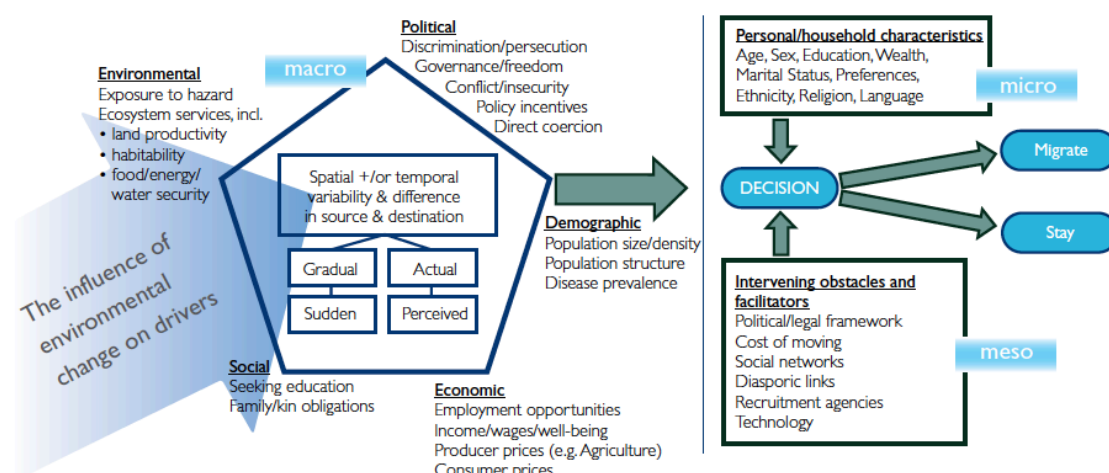 Political
Discrimination/persecution
Governance/freedom
Conflict/insecurity
Policy incentives
Direct coercion
macro
Environmental
Exposure to hazard
Ecosystem services, incl.
• land productivity
• habitability
• food/energy/
water security
The influence of
environmental
change on drivers
Spatial +/or temporal
variability & difference
in source & destination
Gradual
Actual
Sudden
Perceived
Demographic
Population size/density
Population structure
Disease prevalence
Social
Seeking education
Family/kin obligations
Economic
Employment opportunities
Income/wages/well-being
Producer prices (e.g. Agriculture)
Consumer prices
Personal/household characteristics
Age, Sex, Education, Wealth,
Marital Status, Preferences,
Ethnicity, Religion, Language
micro
DECISION
Migrate
Stay
Intervening obstacles and
facilitators
Political/legal framework
Cost of moving
Social networks
Diasporic links
Recruitment agencies
Technology
meso